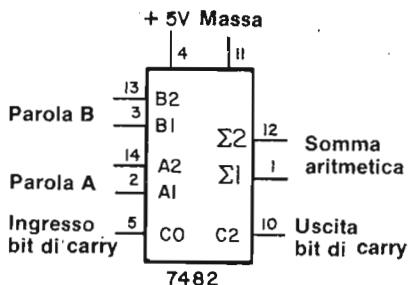 + 5V Massa
4 11
13 B2
Parola B
3 B1
Σ2 12
Somma
aritmetica
14 A2
Σ1 1
Parola A
2 A1
Ingresso
bit di carry
5 C0
C2 10
Uscita
bit di carry
7482